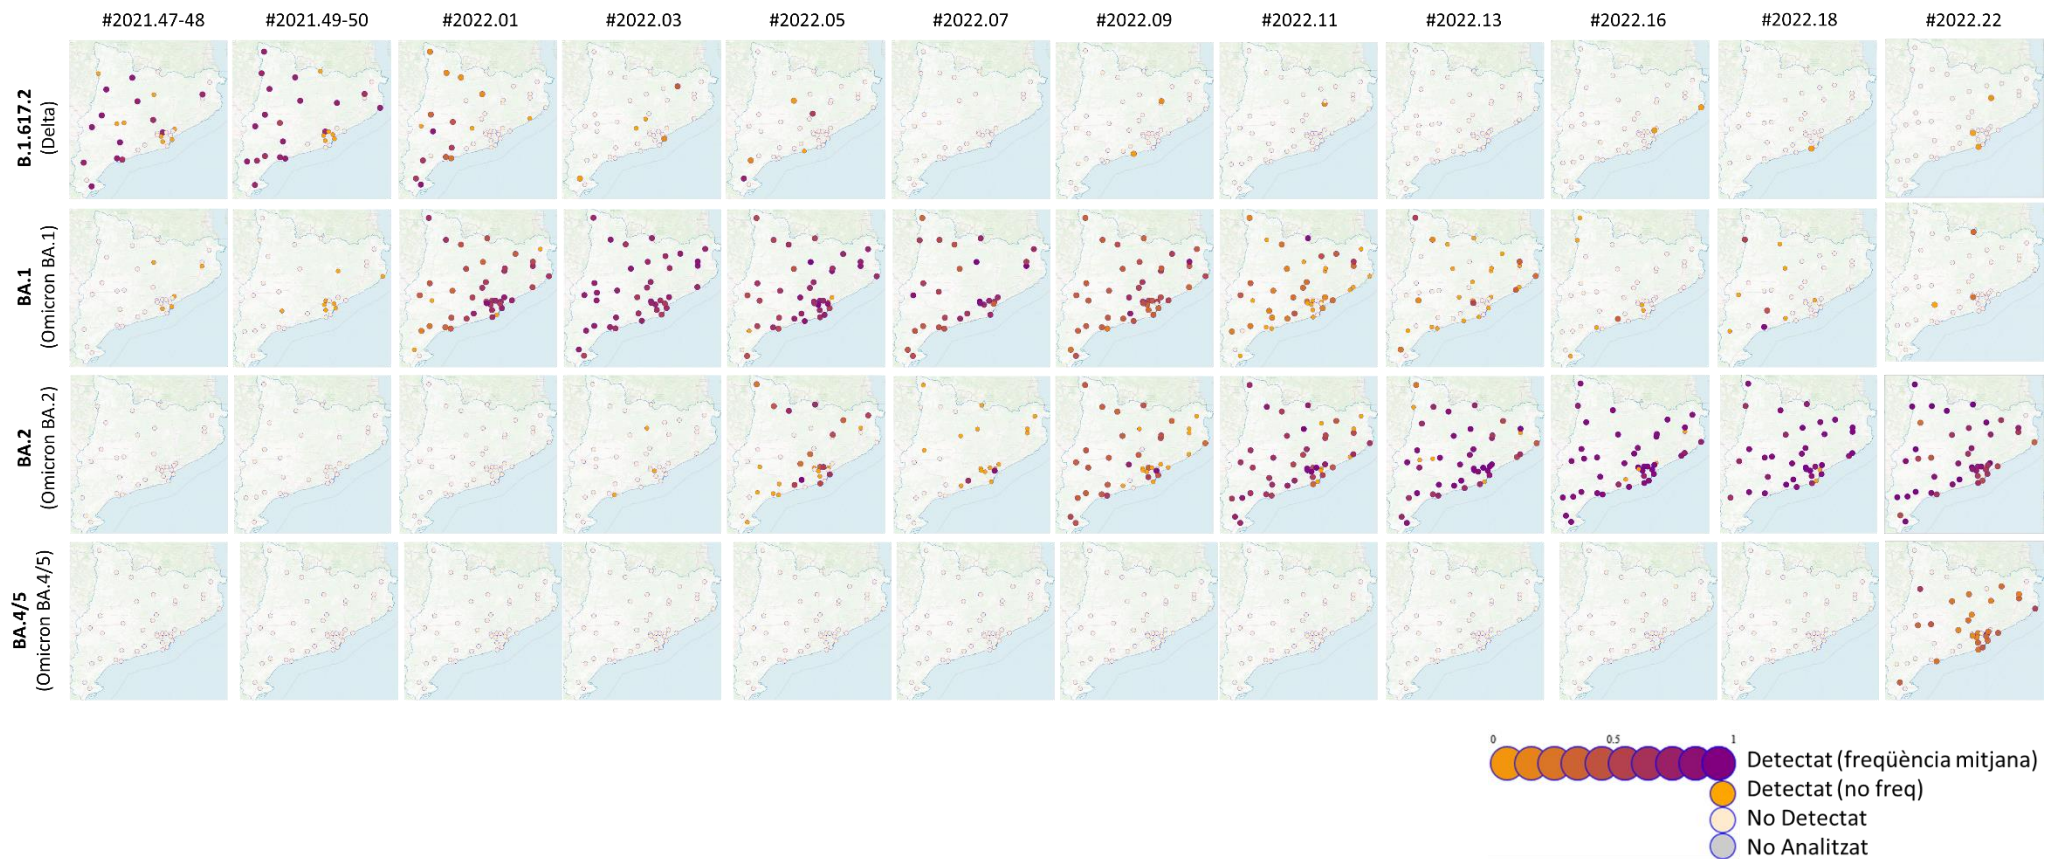 #2021.47-48 #2021.49-50 #2022.01 #2022.03 #2022.05 #2022.07 #2022.09 #2022.11 #2022.13 #2022.16 #2022.18 #2022.22
B.1.617.2
(Delta)
BA.1
(Omicron BA.1)
BA.2
(Omicron BA.2)
BA.4/5
(Omicron BA.4/5)
0 0.5 1
Detectat (freqüència mitjana)
Detectat (no freq)
No Detectat
No Analitzat